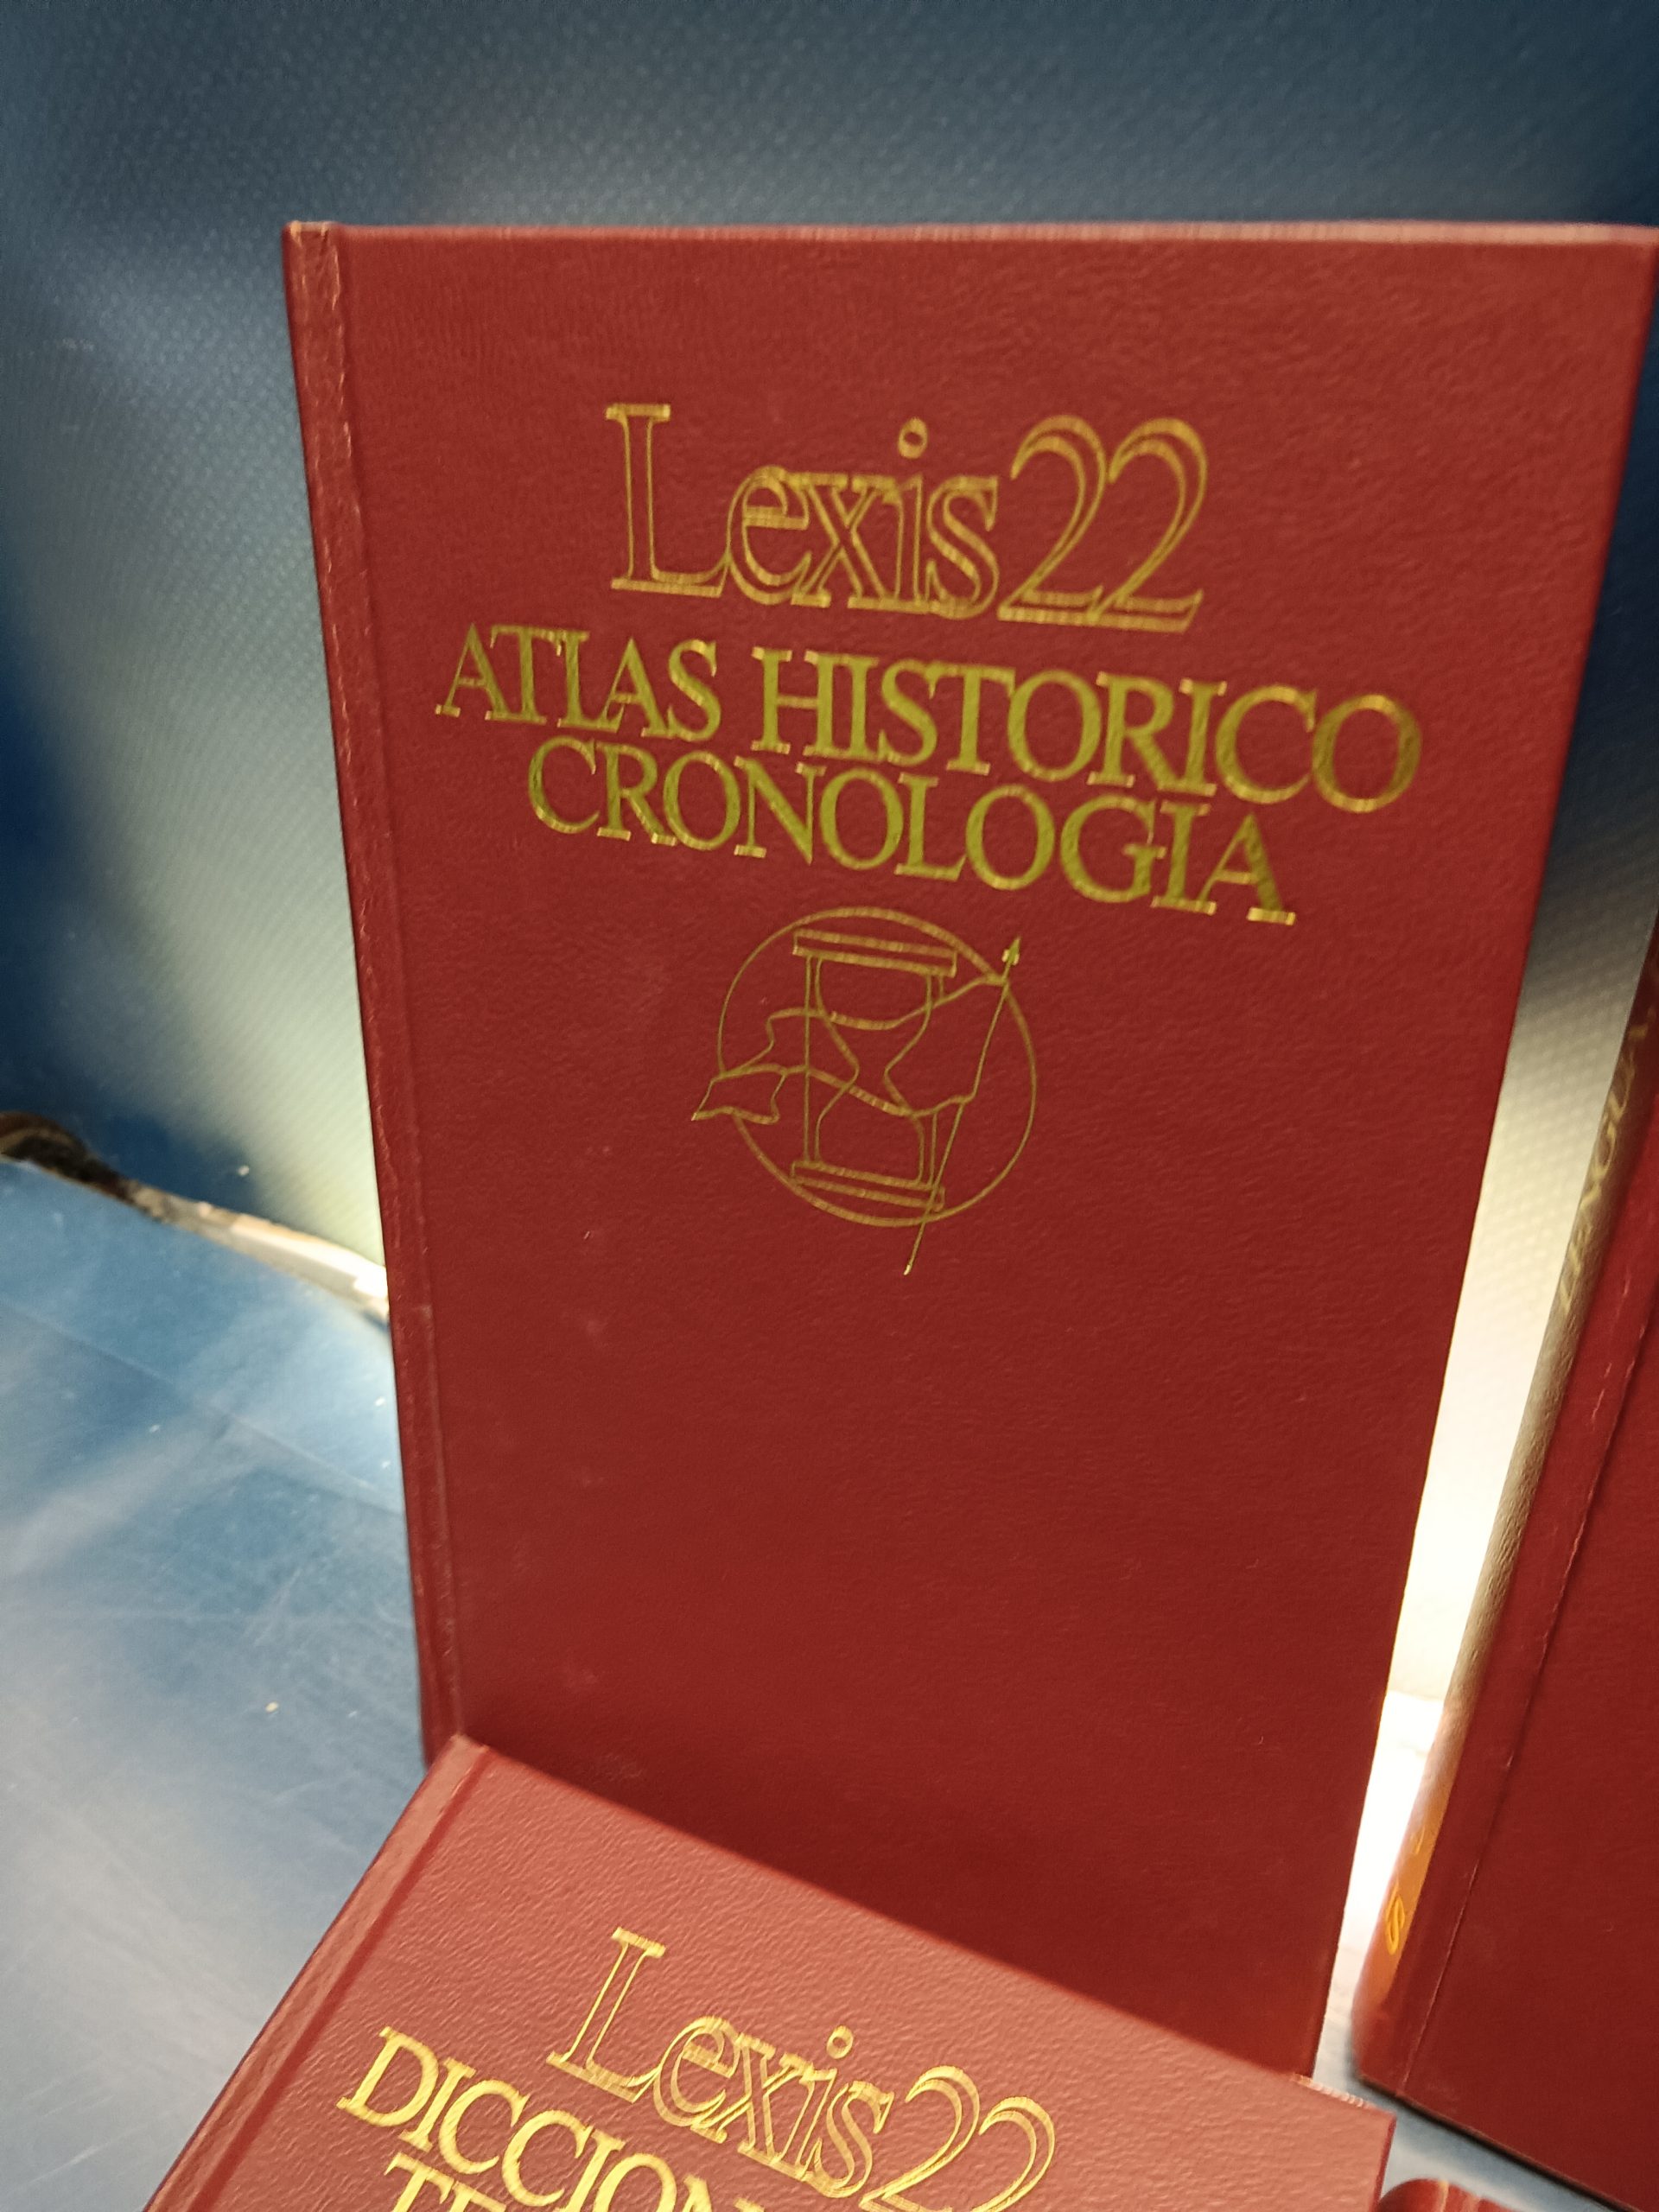 Lexis22
ATLAS HISTORICO
CRONOLOGIA
Lexis22